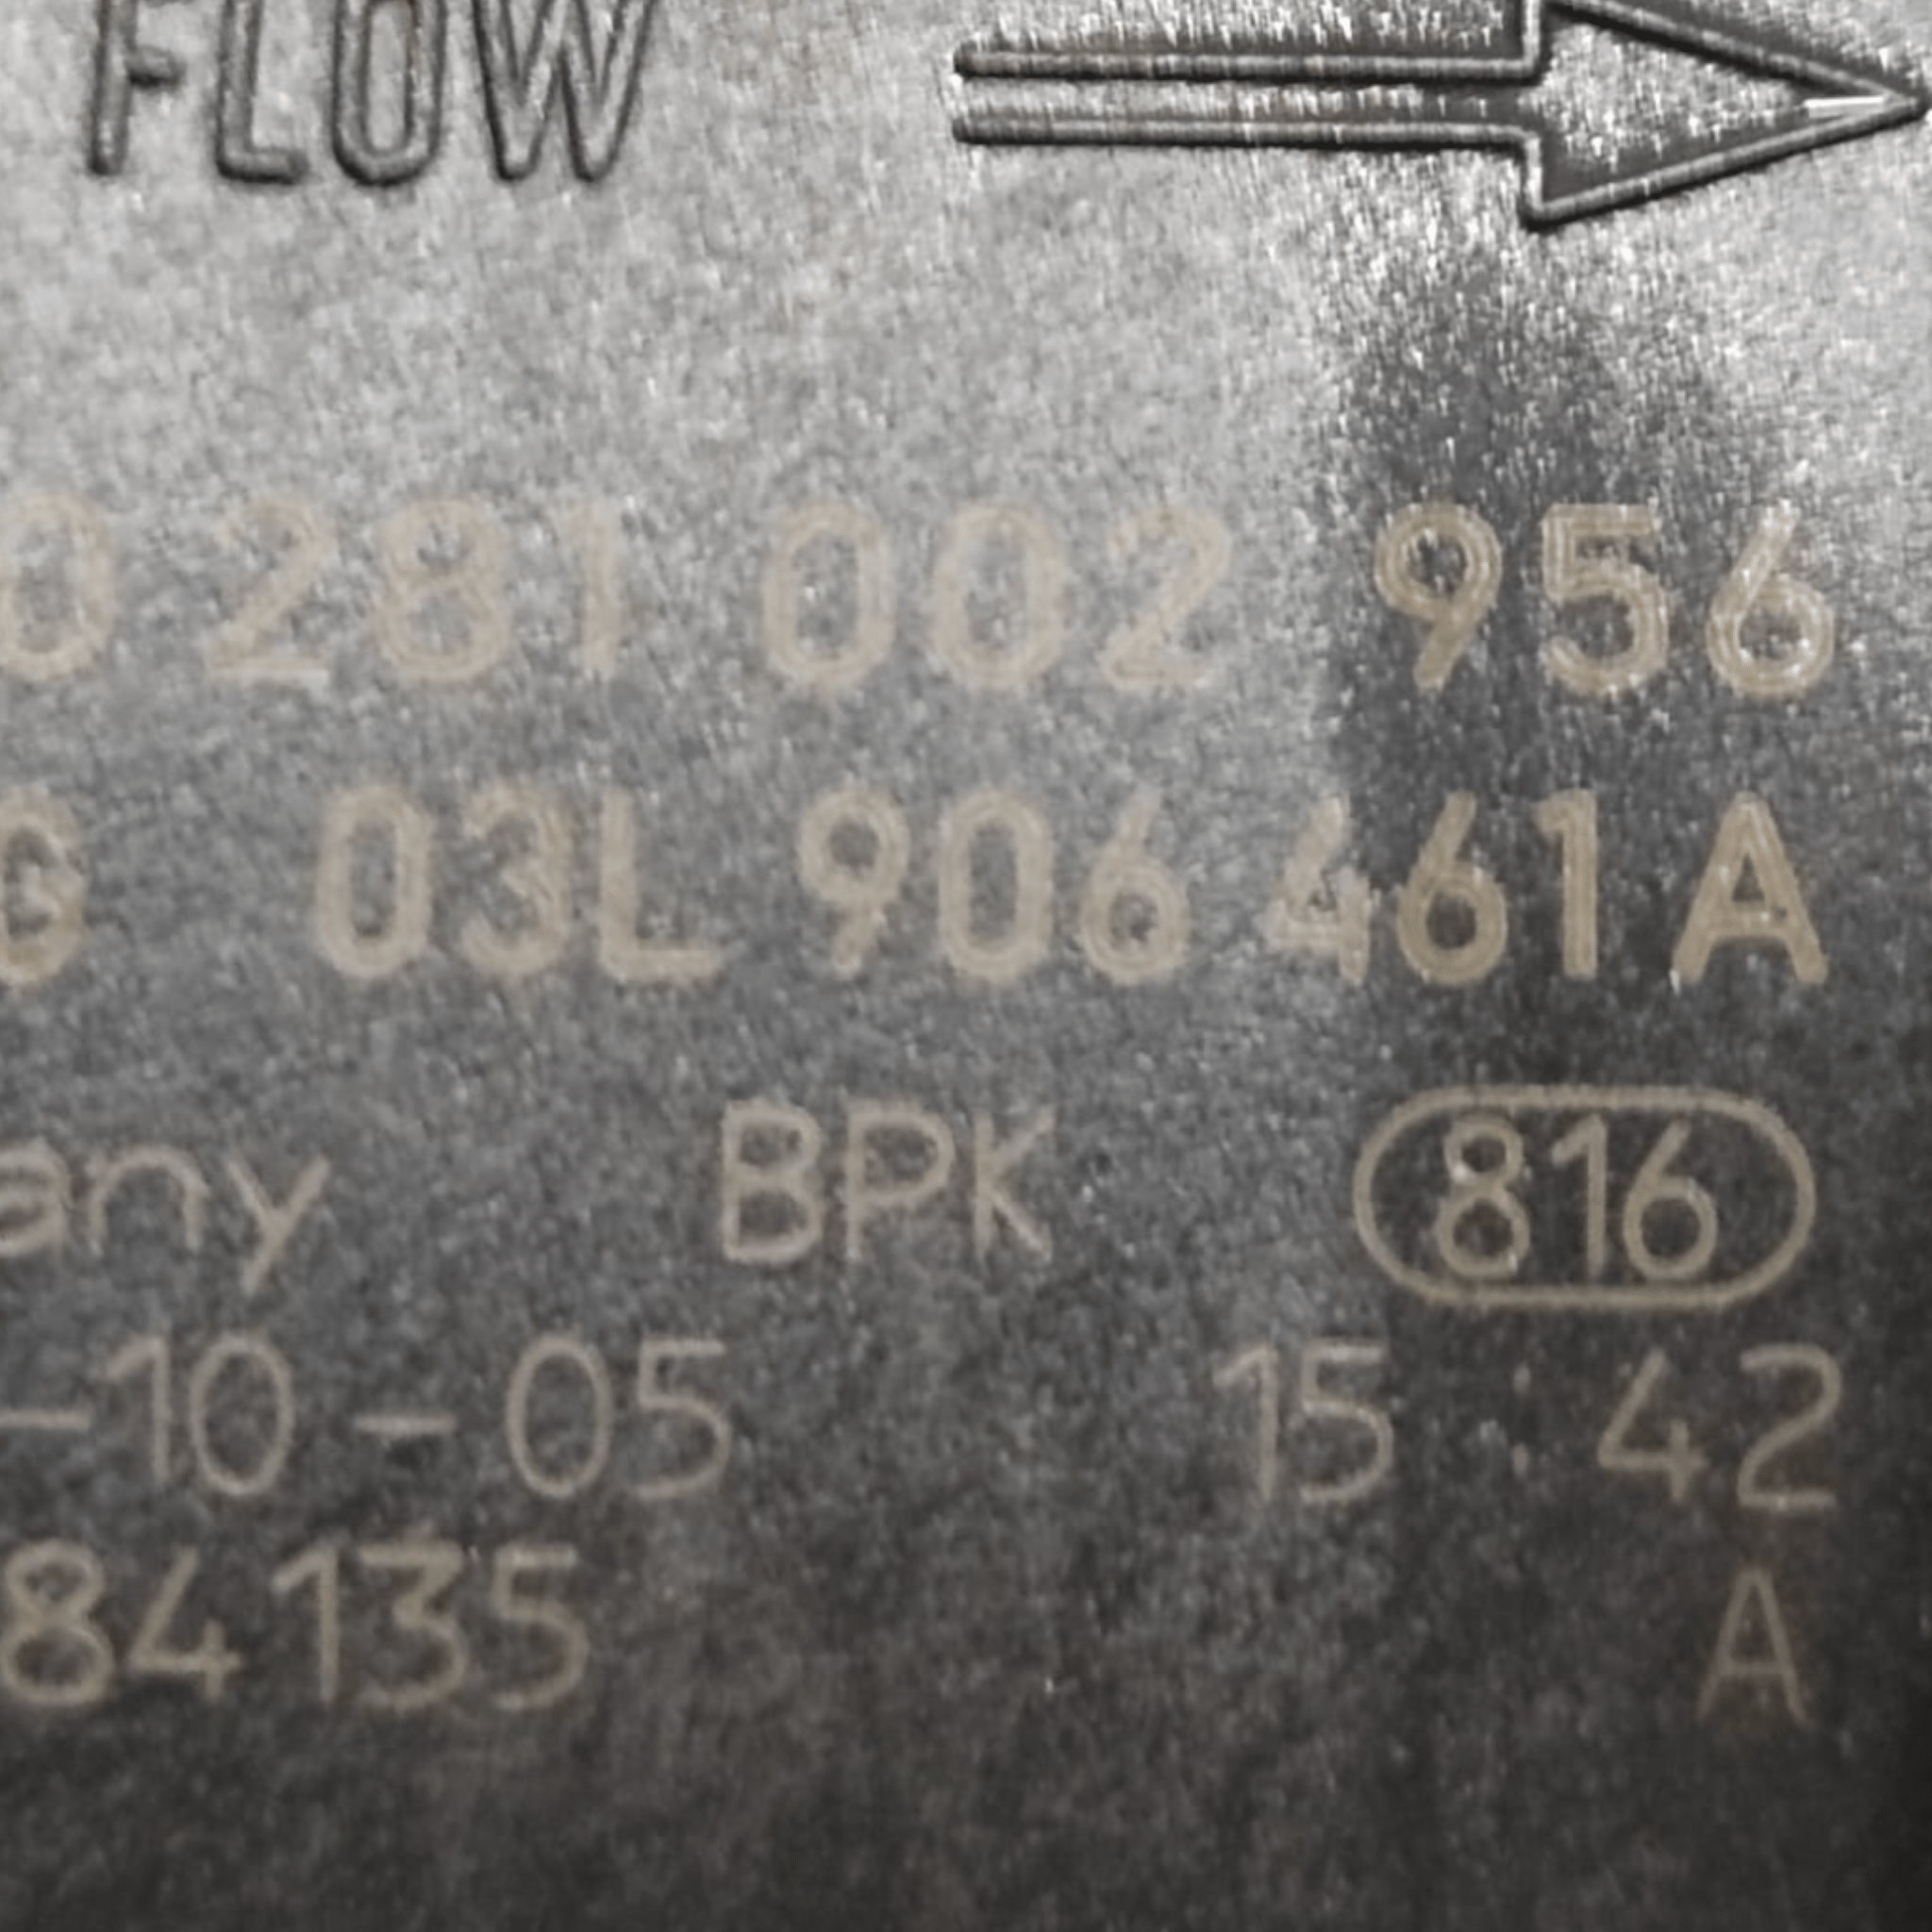 FLOW
0 281 002 956
G 03L 906 461 A
any BPK 816
-10-05 15 42
84135 A